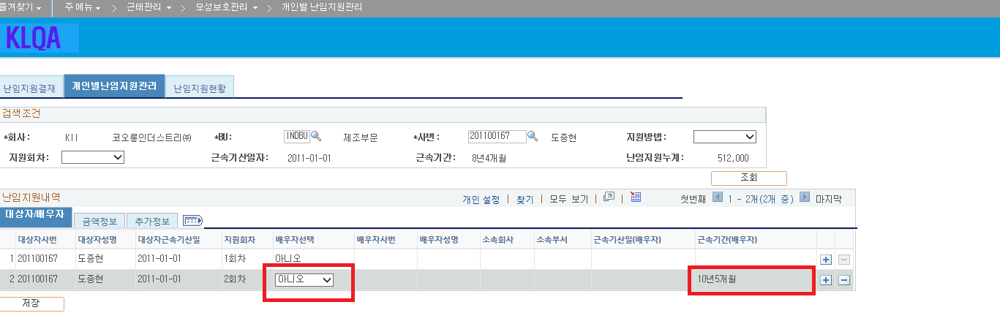 즐겨찾기 주 메뉴 > 근태관리 > 모성보호관리 > 개인별 난임지원관리
KLQA
난임지원결재 개인별난임지원관리 난임지원현황
검색조건
*회사: KII 코오롱인더스트리㈜ *BU: INDBU 제조부문 *사번: 201100167 도종현 지원방법:
지원회차: 근속기산일자: 2011-01-01 근속기간: 8년4개월 난임지원누계: 512,000
조회
난임지원내역 개인 설정 | 찾기 | 모두 보기 | | 첫번째 1 - 2개(2개 중) 마지막
대상자/배우자 금액정보 추가정보
대상자사번 대상자성명 대상자근속기산일 지원회차 배우자선택 배우자사번 배우자성명 소속회사 소속부서 근속기산일(배우자) 근속기간(배우자)
1 201100167 도종현 2011-01-01 1회차 아니오
2 201100167 도종현 2011-01-01 2회차 아니오 10년5개월
저장